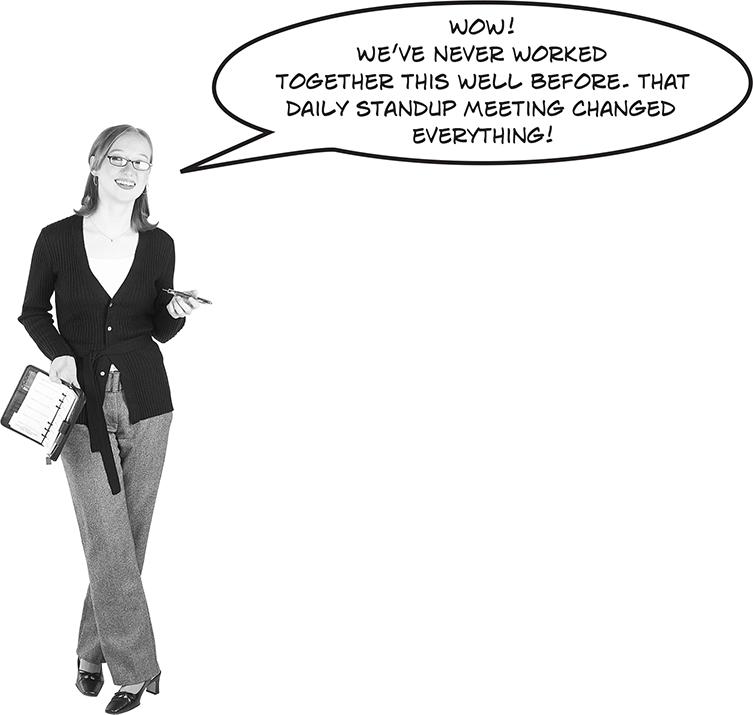 WOW!
WE'VE NEVER WORKED
TOGETHER THIS WELL BEFORE. THAT
DAILY STANDUP MEETING CHANGED
EVERYTHING!